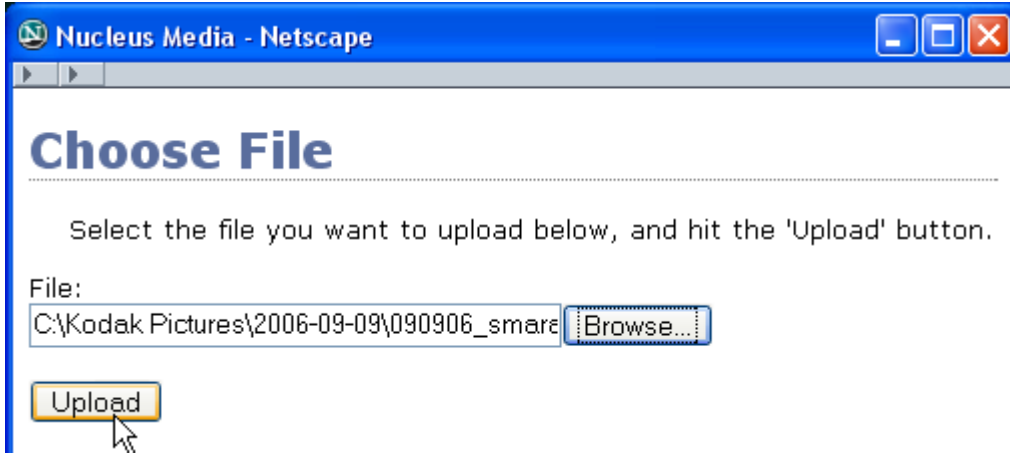 Nucleus Media - Netscape
Choose File
Select the file you want to upload below, and hit the 'Upload' button.
File:
C:\Kodak Pictures\2006-09-09\090906_smare Browse...
Upload